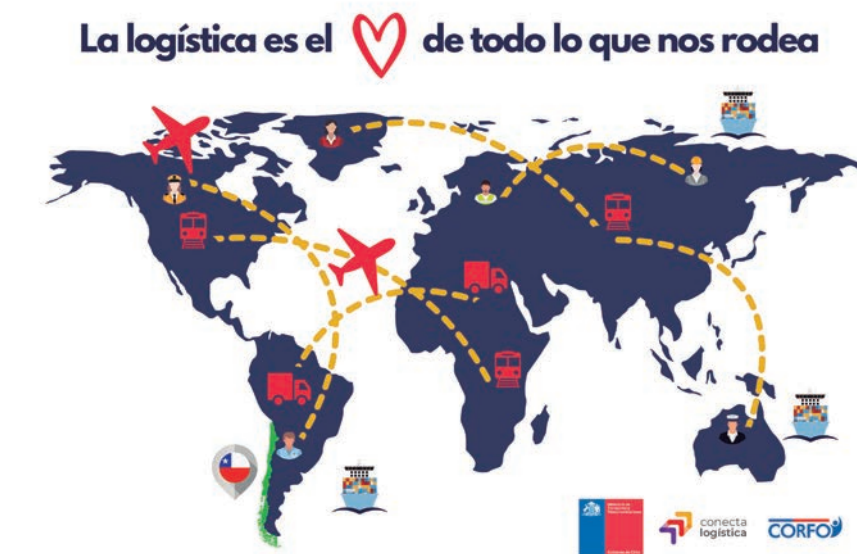 La logística es el de todo lo que nos rodea
conecta
logística
CORFO